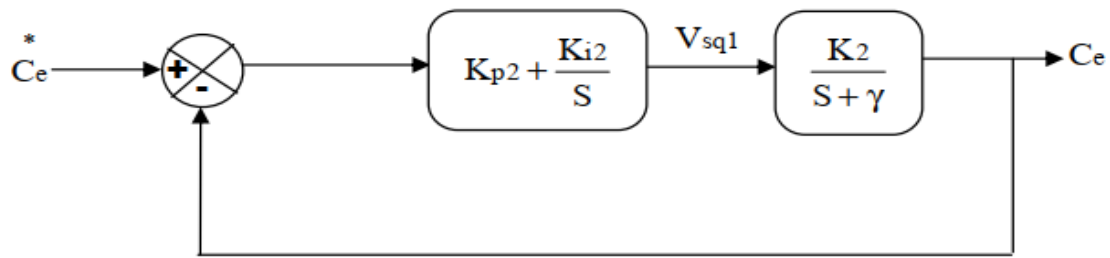 *
Ce
+
-
Kp2 + Ki2/S
Vsq1
K2/S + γ
Ce